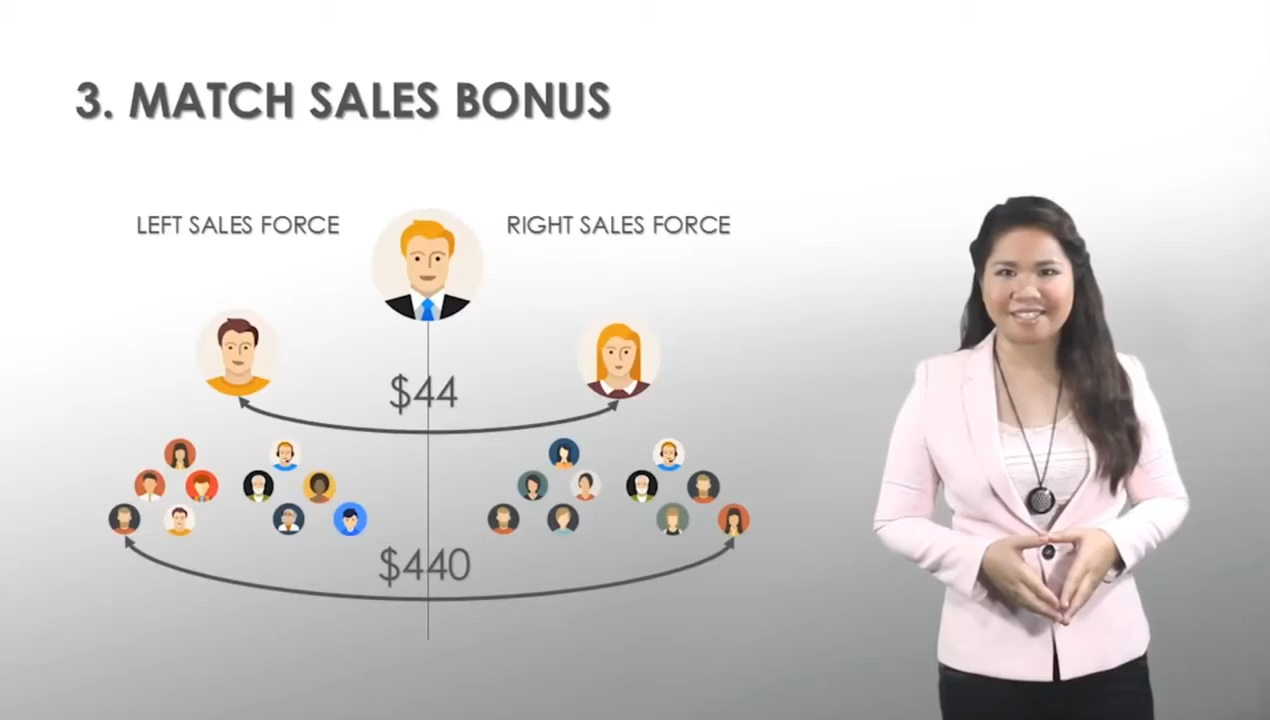 3. MATCH SALES BONUS
LEFT SALES FORCE
RIGHT SALES FORCE
$44
$440